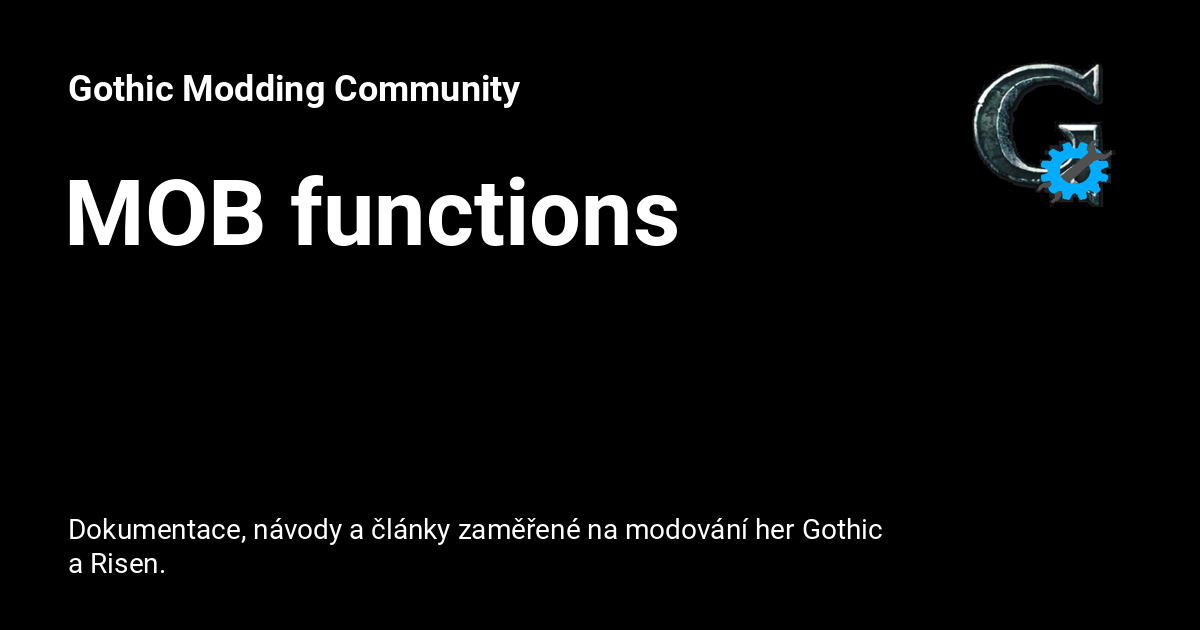 Gothic Modding Community
MOB functions
Dokumentace, návody a články zaměřené na modování her Gothic
a Risen.